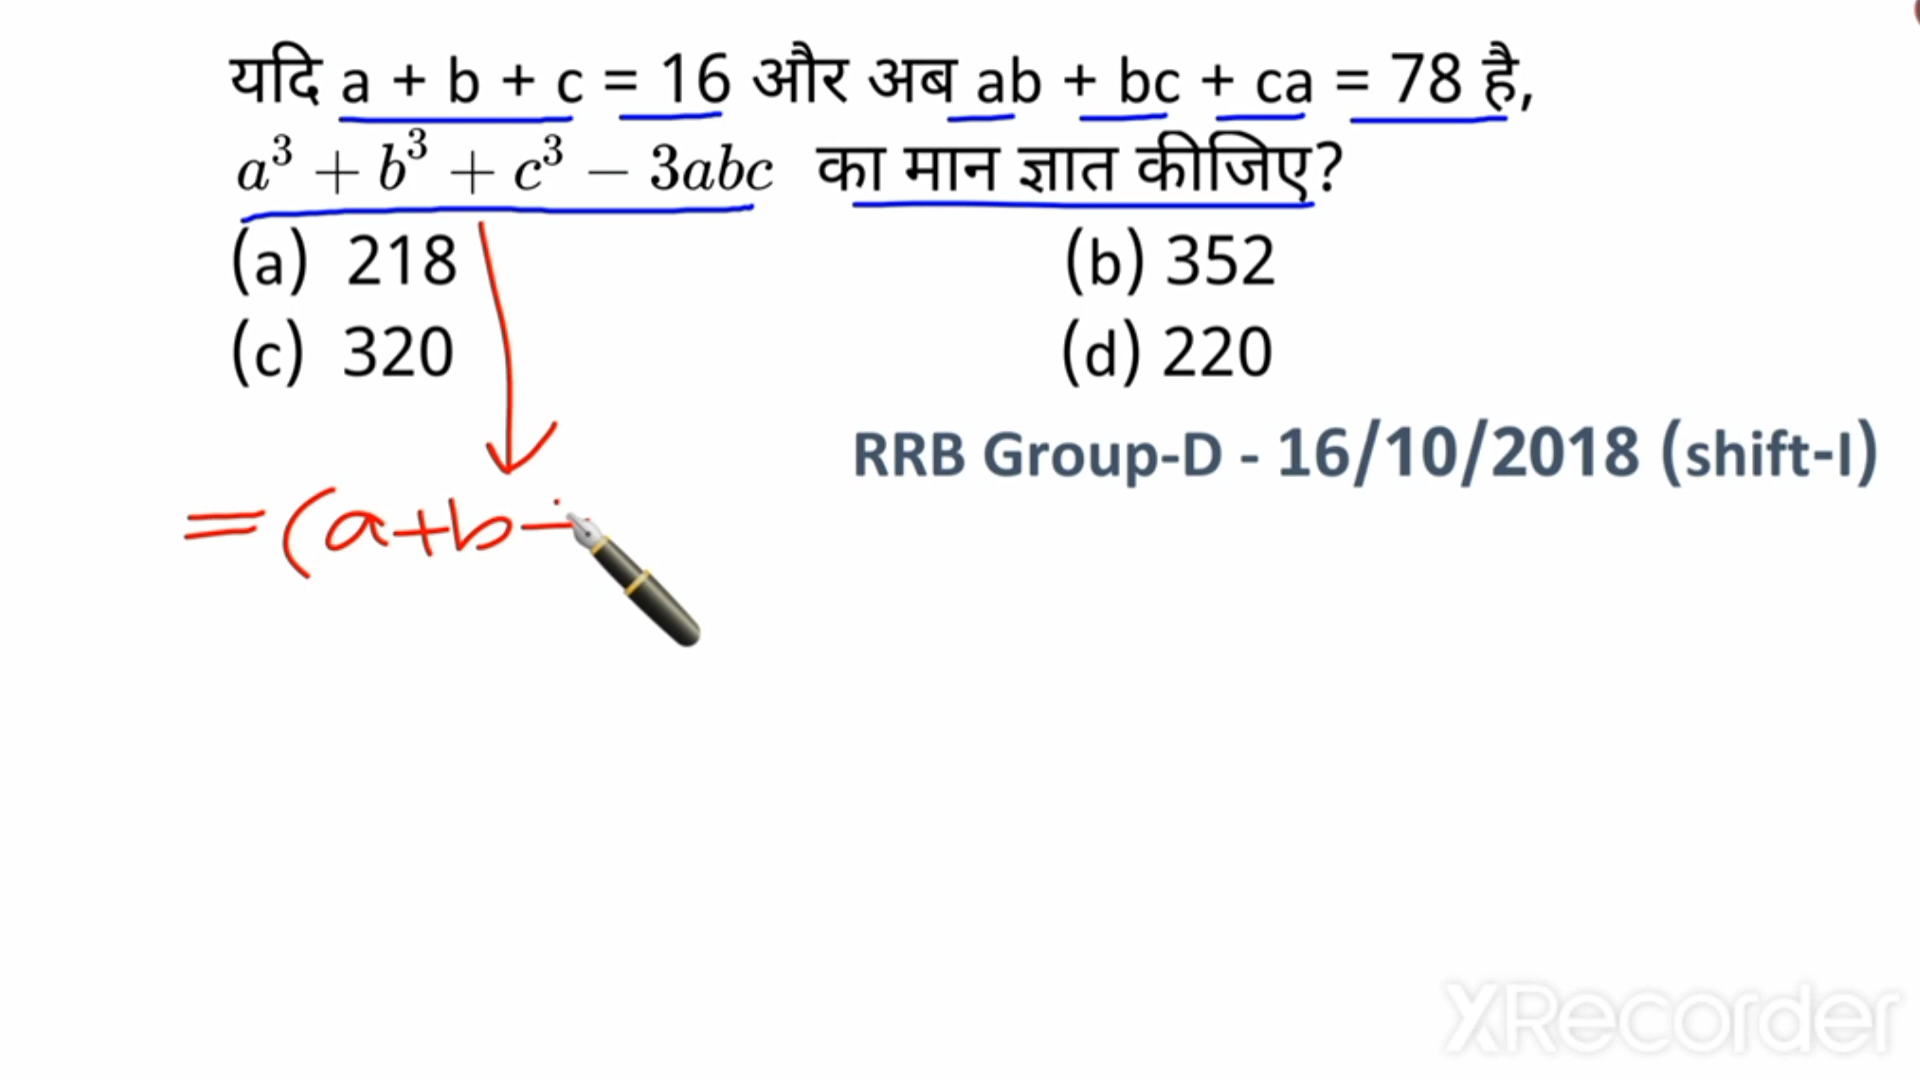 यदि a + b + c = 16 और अब ab + bc + ca = 78 है,
a³ + b³ + c³ − 3abc का मान ज्ञात कीजिए?
(a) 218 (b) 352
(c) 320 (d) 220
RRB Group-D - 16/10/2018 (shift-I)
=(a+b-
XRecorder